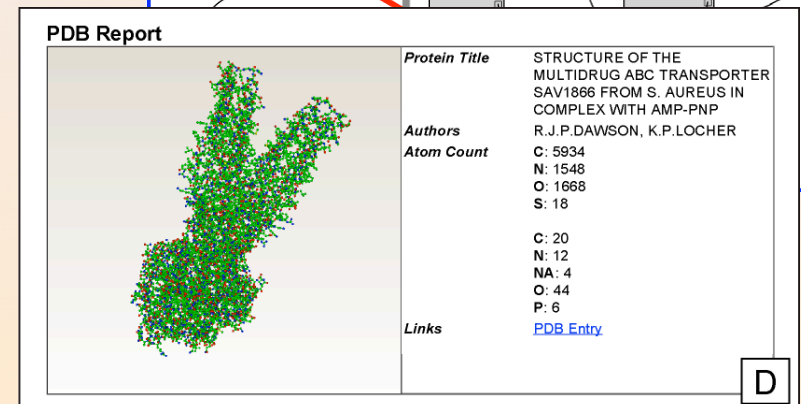 PDB Report
Protein Title STRUCTURE OF THE
MULTIDRUG ABC TRANSPORTER
SAV1866 FROM S. AUREUS IN
COMPLEX WITH AMP-PNP
Authors R.J.P.DAWSON, K.P.LOCHER
Atom Count C: 5934
N: 1548
O: 1668
S: 18
C: 20
N: 12
NA: 4
O: 44
P: 6
Links PDB Entry
D